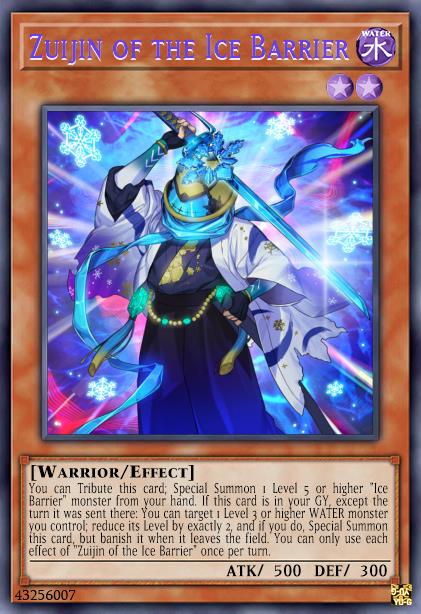 Zuijin of the Ice Barrier
WATER
水
[Warrior/Effect]
You can Tribute this card; Special Summon 1 Level 5 or higher "Ice
Barrier" monster from your hand. If this card is in your GY, except the
turn it was sent there: You can target 1 Level 3 or higher WATER monster
you control; reduce its Level by exactly 2, and if you do, Special Summon
this card, but banish it when it leaves the field. You can only use each
effect of "Zuijin of the Ice Barrier" once per turn.
ATK/ 500 DEF/ 300
43256007